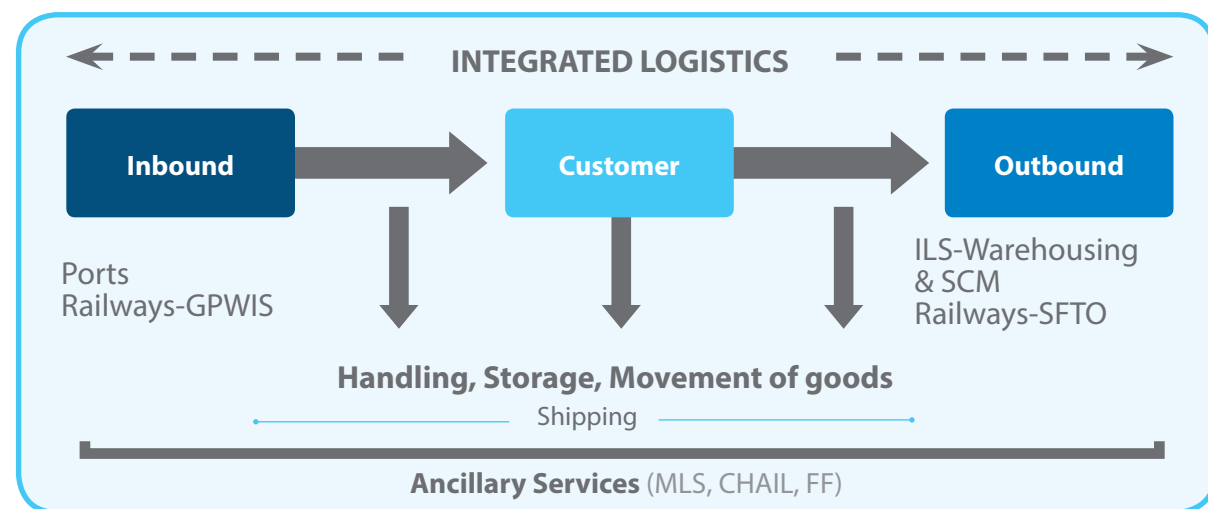 INTEGRATED LOGISTICS
Inbound
Customer
Outbound
Ports
Railways-GPWIS
ILS-Warehousing
& SCM
Railways-SFTO
Handling, Storage, Movement of goods
Shipping
Ancillary Services (MLS, CHAIL, FF)